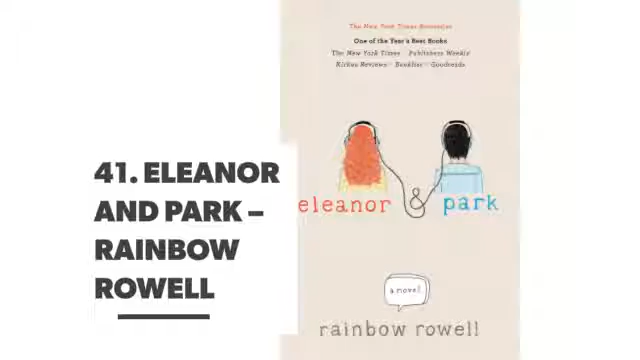 41. ELEANOR
AND PARK –
RAINBOW
ROWELL
The New York Times Bestseller
One of the Year's Best Books
The New York Times · Publishers Weekly
Kirkus Reviews · Booklist · Goodreads
eleanor & park
a novel
rainbow rowell